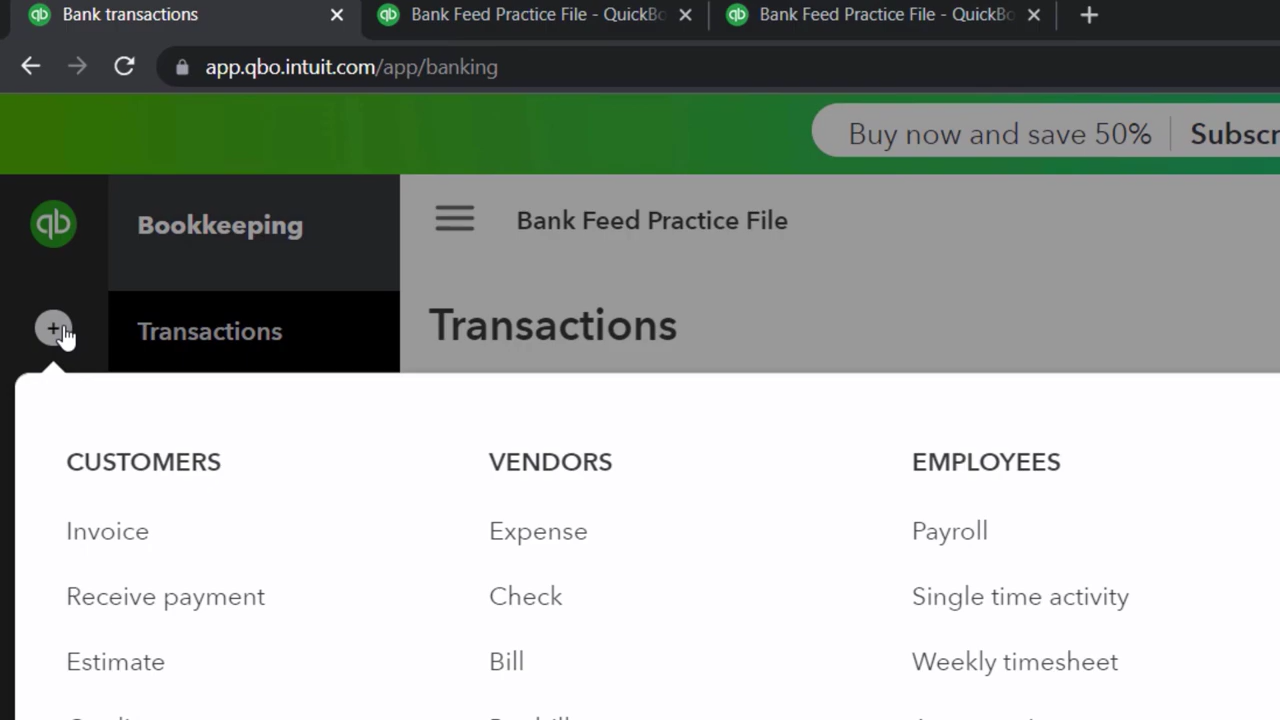 Bank transactions
Bank Feed Practice File - QuickBo
Bank Feed Practice File - QuickBo
app.qbo.intuit.com/app/banking
Buy now and save 50%
Subscr
qb
Bookkeeping
Bank Feed Practice File
Transactions
Transactions
CUSTOMERS
VENDORS
EMPLOYEES
Invoice
Expense
Payroll
Receive payment
Check
Single time activity
Estimate
Bill
Weekly timesheet